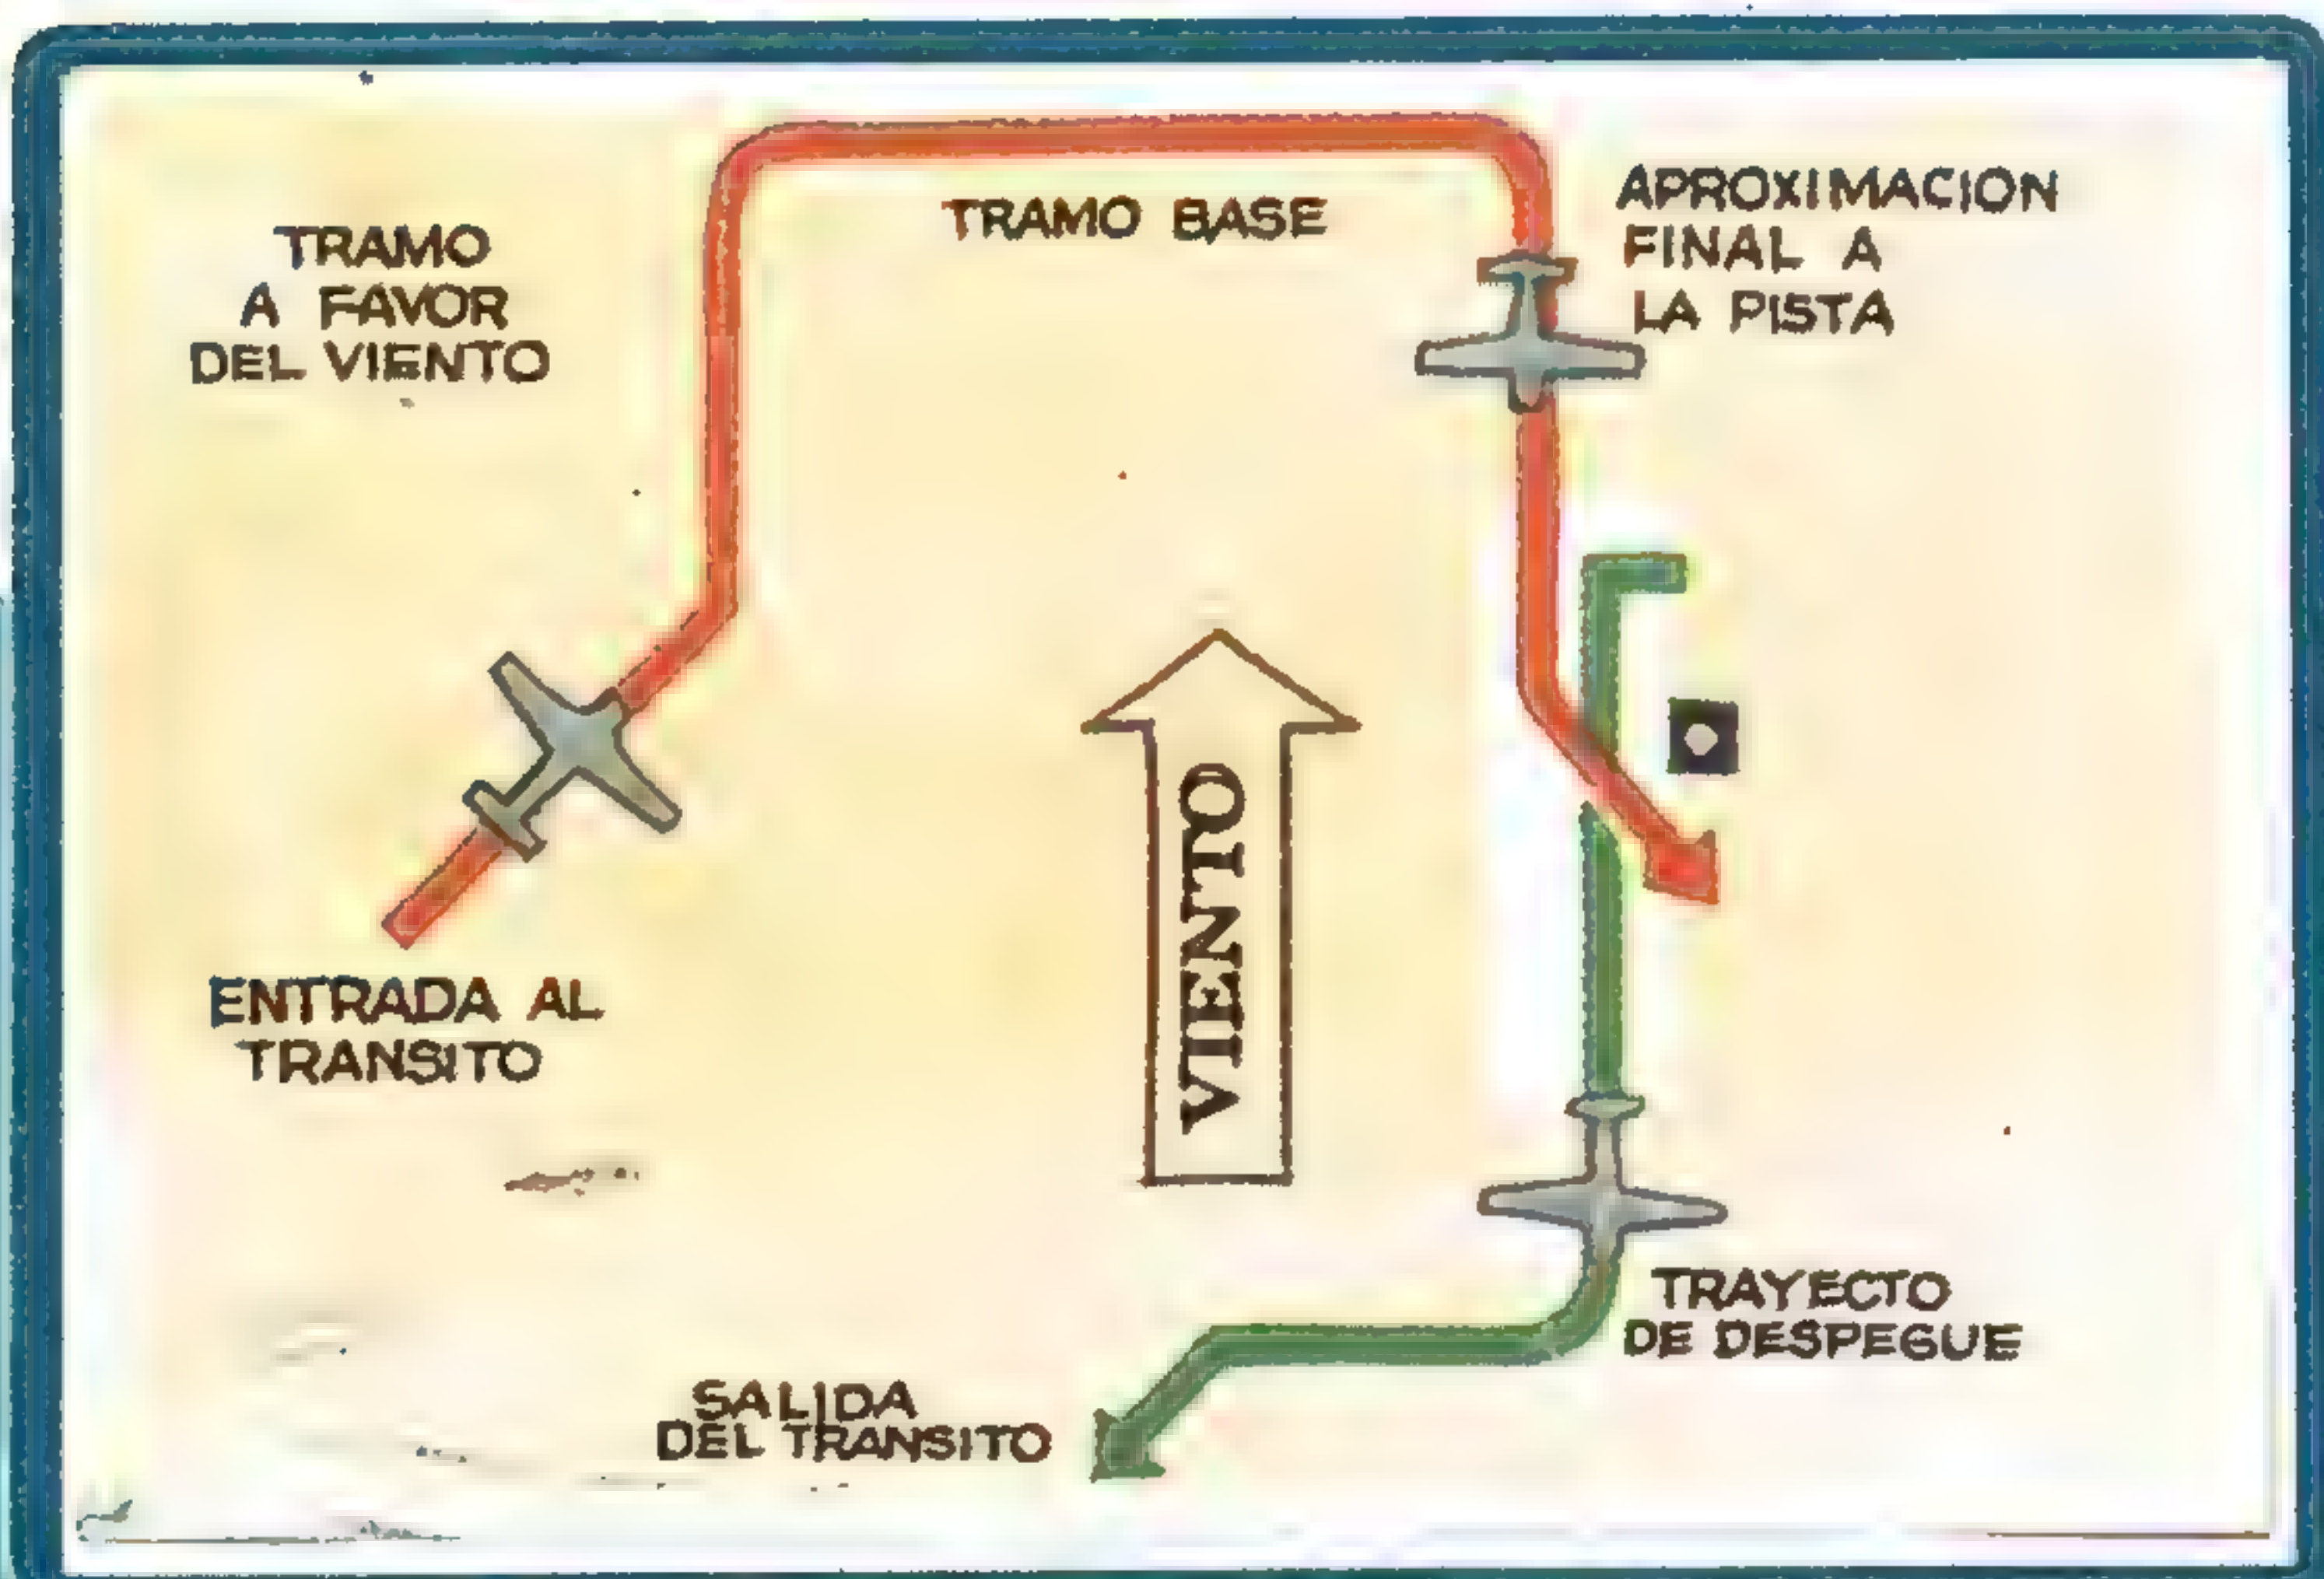 TRAMO
A FAVOR
DEL VIENTO
TRAMO BASE
APROXIMACION
FINAL A
LA PISTA
VIENTO
ENTRADA AL
TRANSITO
TRAYECTO
DE DESPEGUE
SALIDA
DEL TRANSITO